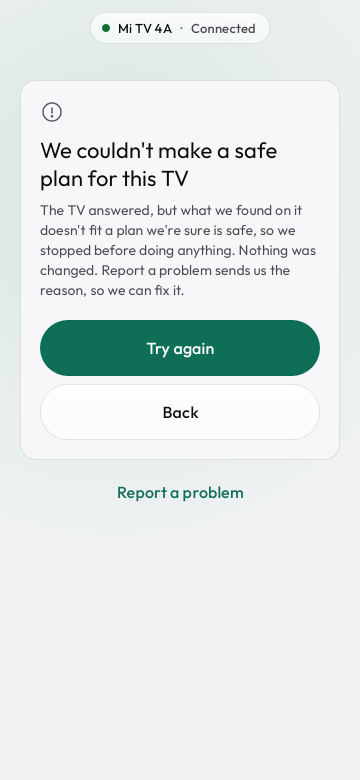 Mi TV 4A · Connected
We couldn't make a safe
plan for this TV
The TV answered, but what we found on it
doesn't fit a plan we're sure is safe, so we
stopped before doing anything. Nothing was
changed. Report a problem sends us the
reason, so we can fix it.
Try again
Back
Report a problem